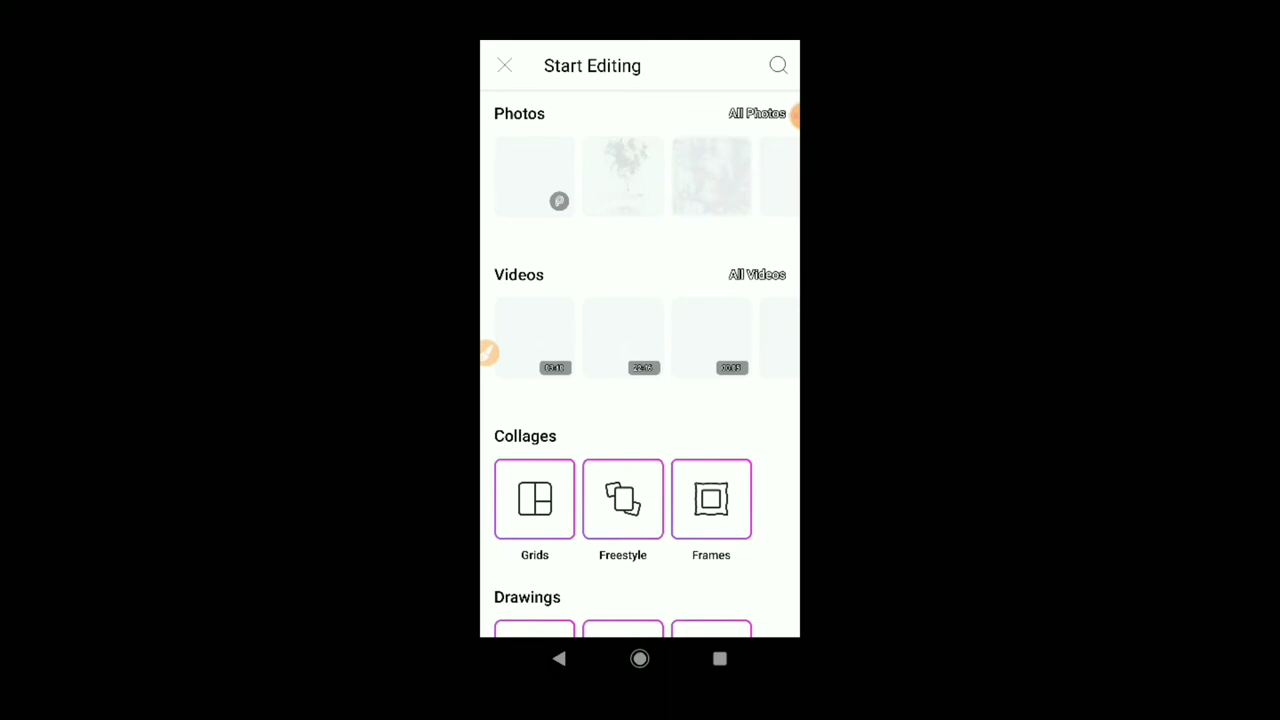 Start Editing
Photos
All Photos
Videos
All Videos
Collages
Grids
Freestyle
Frames
Drawings